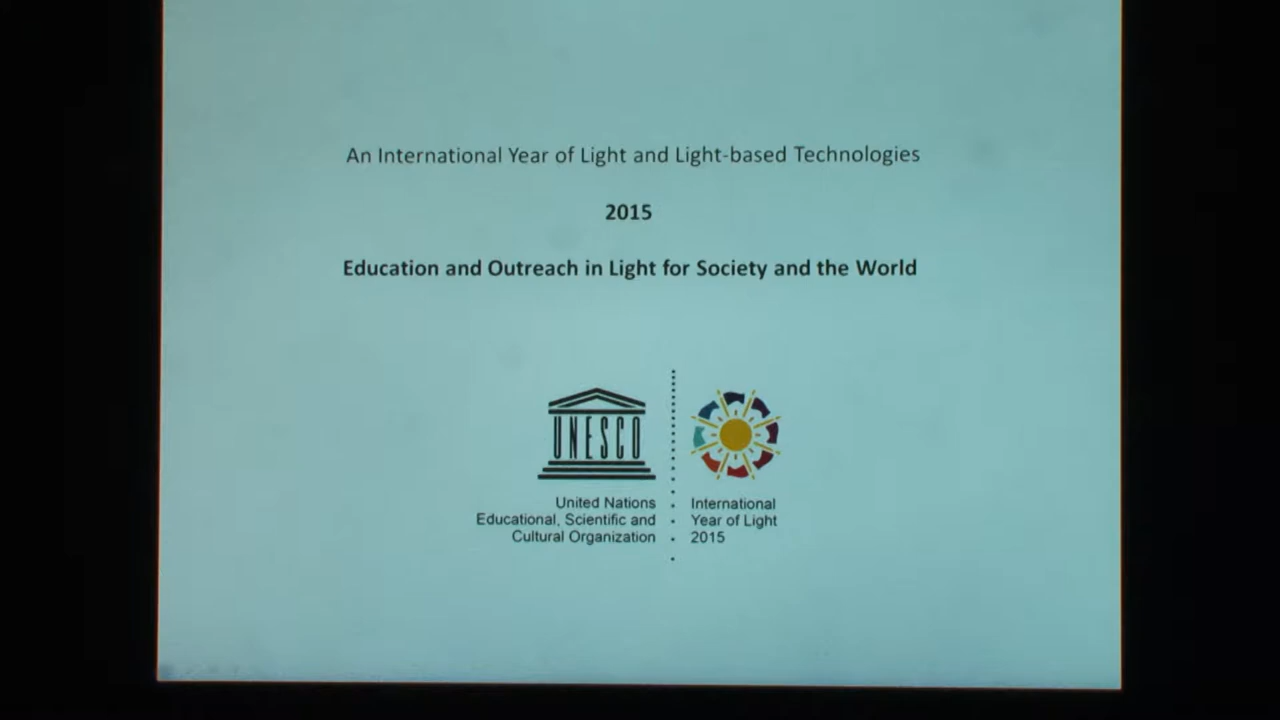 An International Year of Light and Light-based Technologies
2015
Education and Outreach in Light for Society and the World
UNESCO
United Nations
Educational, Scientific and
Cultural Organization
International
Year of Light
2015